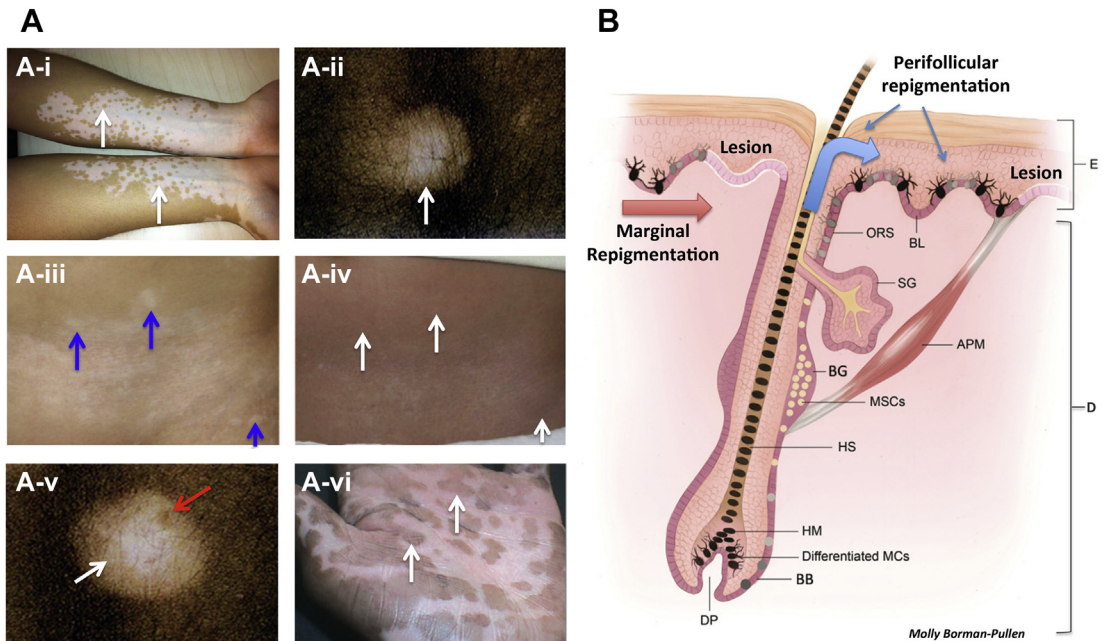 A
A-i
A-ii
A-iii
A-iv
A-v
A-vi
B
Perifollicular
repigmentation
Lesion
Lesion
E
Marginal
Repigmentation
ORS
BL
SG
APM
BG
MSCs
D
HS
HM
Differentiated MCs
BB
DP
Molly Borman-Pullen